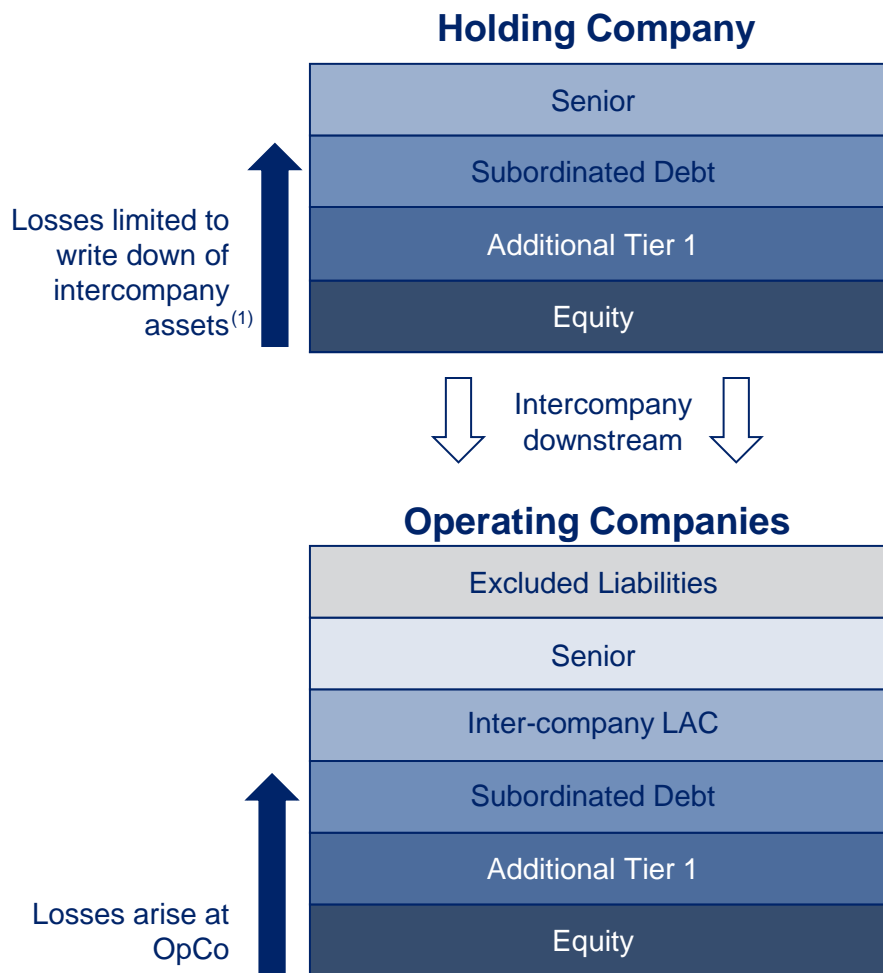 Holding Company
Senior
Subordinated Debt
Additional Tier 1
Equity
Losses limited to
write down of
intercompany
assets(1)
Intercompany
downstream
Operating Companies
Excluded Liabilities
Senior
Inter-company LAC
Subordinated Debt
Additional Tier 1
Equity
Losses arise at
OpCo